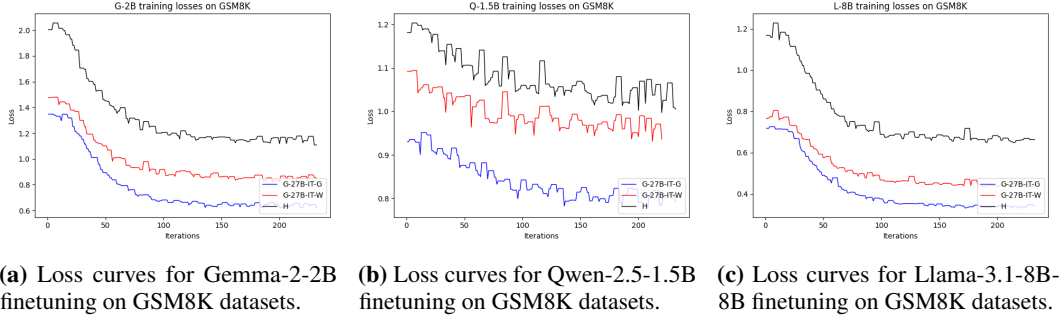 G-2B training losses on GSM8K
2.0
1.8
1.6
1.4
1.2
1.0
0.8
0.6
Loss
0
50
100
150
200
Iterations
G-27B-IT-G
G-27B-IT-W
H
Q-1.5B training losses on GSM8K
1.2
1.1
1.0
0.9
0.8
Loss
0
50
100
150
200
Iterations
G-27B-IT-G
G-27B-IT-W
H
L-8B training losses on GSM8K
1.2
1.0
0.8
0.6
0.4
Loss
0
50
100
150
200
Iterations
G-27B-IT-G
G-27B-IT-W
H
(a) Loss curves for Gemma-2-2B
finetuning on GSM8K datasets.
(b) Loss curves for Qwen-2.5-1.5B
finetuning on GSM8K datasets.
(c) Loss curves for Llama-3.1-8B-
8B finetuning on GSM8K datasets.